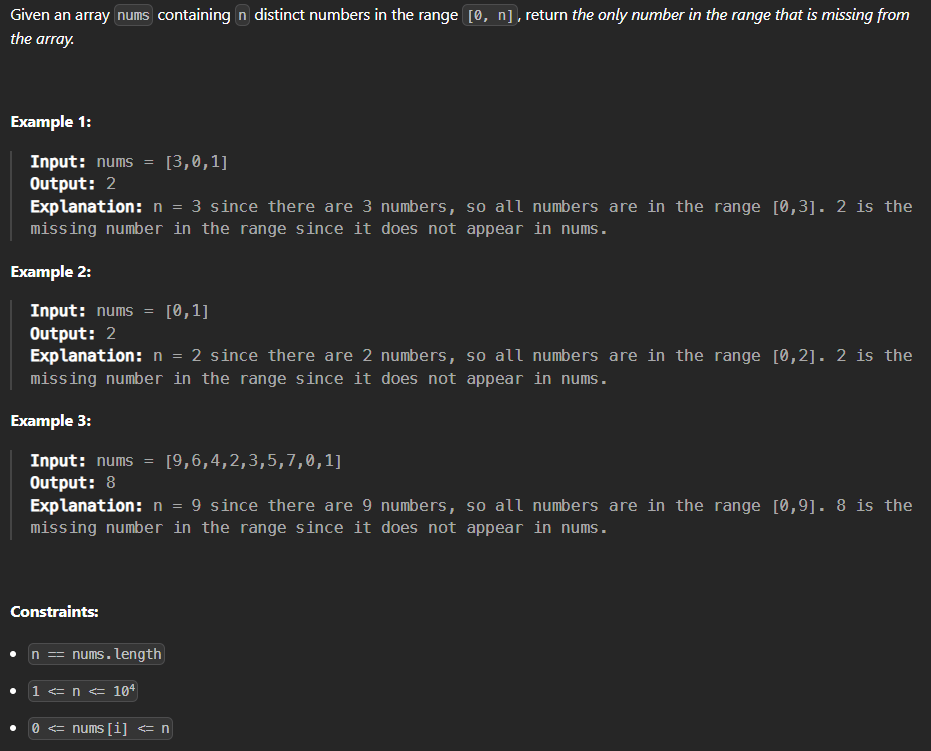 Given an array nums containing n distinct numbers in the range [0, n], return the only number in the range that is missing from
the array.
Example 1:
Input: nums = [3,0,1]
Output: 2
Explanation: n = 3 since there are 3 numbers, so all numbers are in the range [0,3]. 2 is the
missing number in the range since it does not appear in nums.
Example 2:
Input: nums = [0,1]
Output: 2
Explanation: n = 2 since there are 2 numbers, so all numbers are in the range [0,2]. 2 is the
missing number in the range since it does not appear in nums.
Example 3:
Input: nums = [9,6,4,2,3,5,7,0,1]
Output: 8
Explanation: n = 9 since there are 9 numbers, so all numbers are in the range [0,9]. 8 is the
missing number in the range since it does not appear in nums.
Constraints:
• n == nums.length
• 1 <= n <= 10⁴
• 0 <= nums[i] <= n